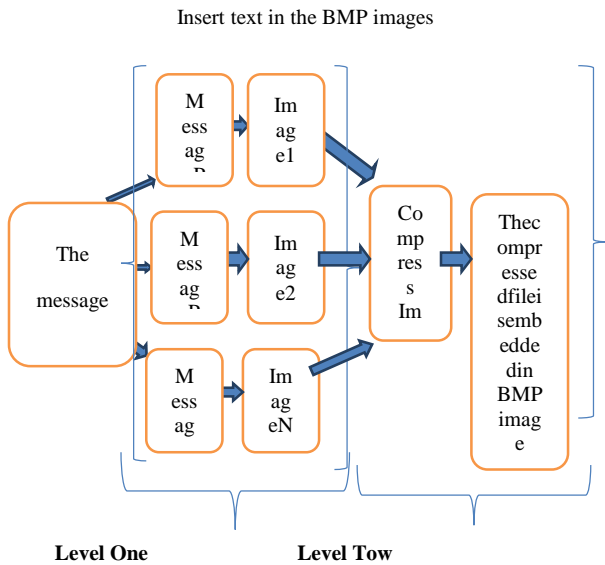 Insert text in the BMP images
M
ess
ag
Im
ag
e1
The
message
M
ess
ag
Im
ag
e2
M
ess
ag
Im
ag
eN
Co
mp
res
s
Im
Thec
ompr
esse
dfilei
semb
edde
din
BMP
imag
e
Level One
Level Tow